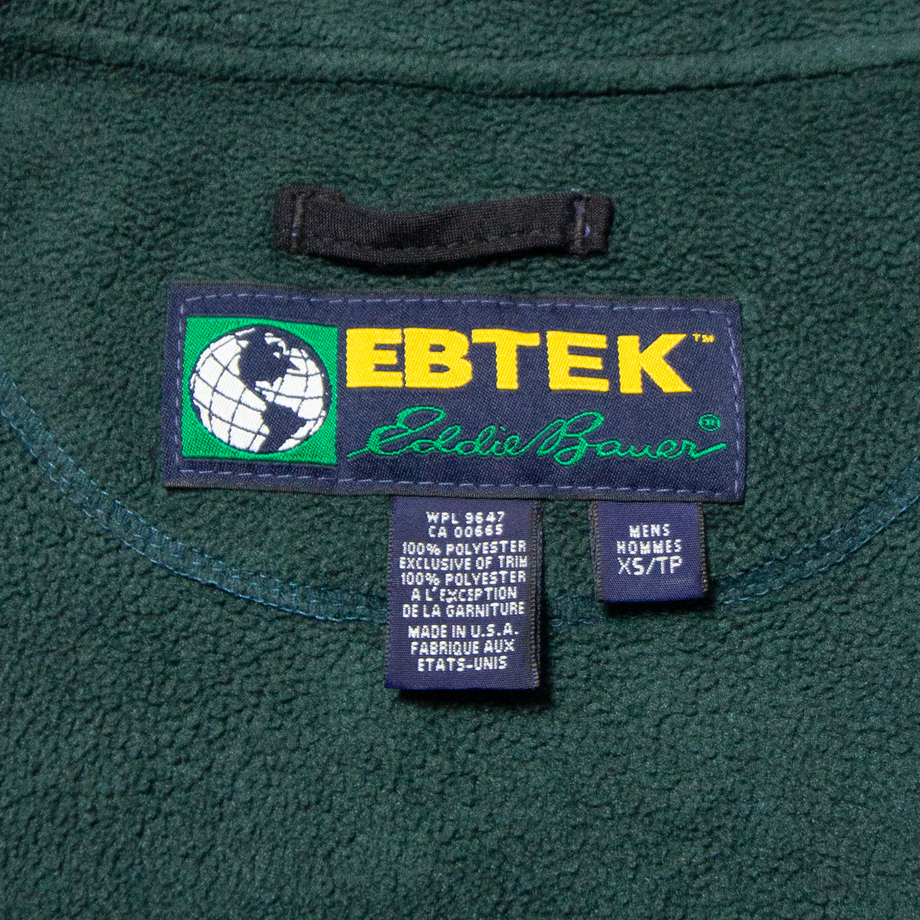 EBTEK™
Eddie Bauer®
WPL 9647
CA 00665
100% POLYESTER
EXCLUSIVE OF TRIM
100% POLYESTER
A L'EXCEPTION
DE LA GARNITURE
MADE IN U.S.A.
FABRIQUE AUX
ETATS-UNIS
MENS
HOMMES
XS/TP